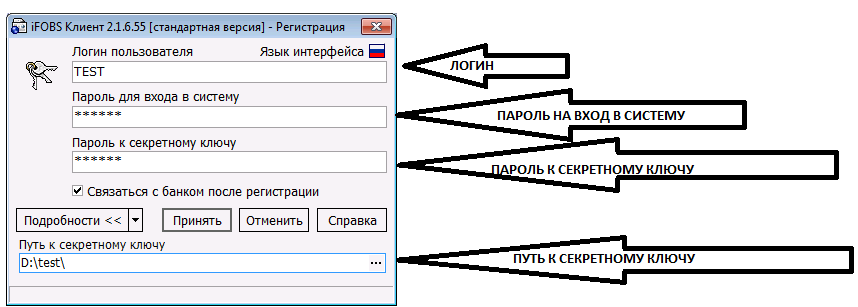 iFOBS Клиент 2.1.6.55 [стандартная версия] - Регистрация
Логин пользователя Язык интерфейса
TEST
ЛОГИН
Пароль для входа в систему
******
ПАРОЛЬ НА ВХОД В СИСТЕМУ
Пароль к секретному ключу
******
ПАРОЛЬ К СЕКРЕТНОМУ КЛЮЧУ
Связаться с банком после регистрации
Подробности << Принять Отменить Справка
Путь к секретному ключу
D:\test\ ...
ПУТЬ К СЕКРЕТНОМУ КЛЮЧУ